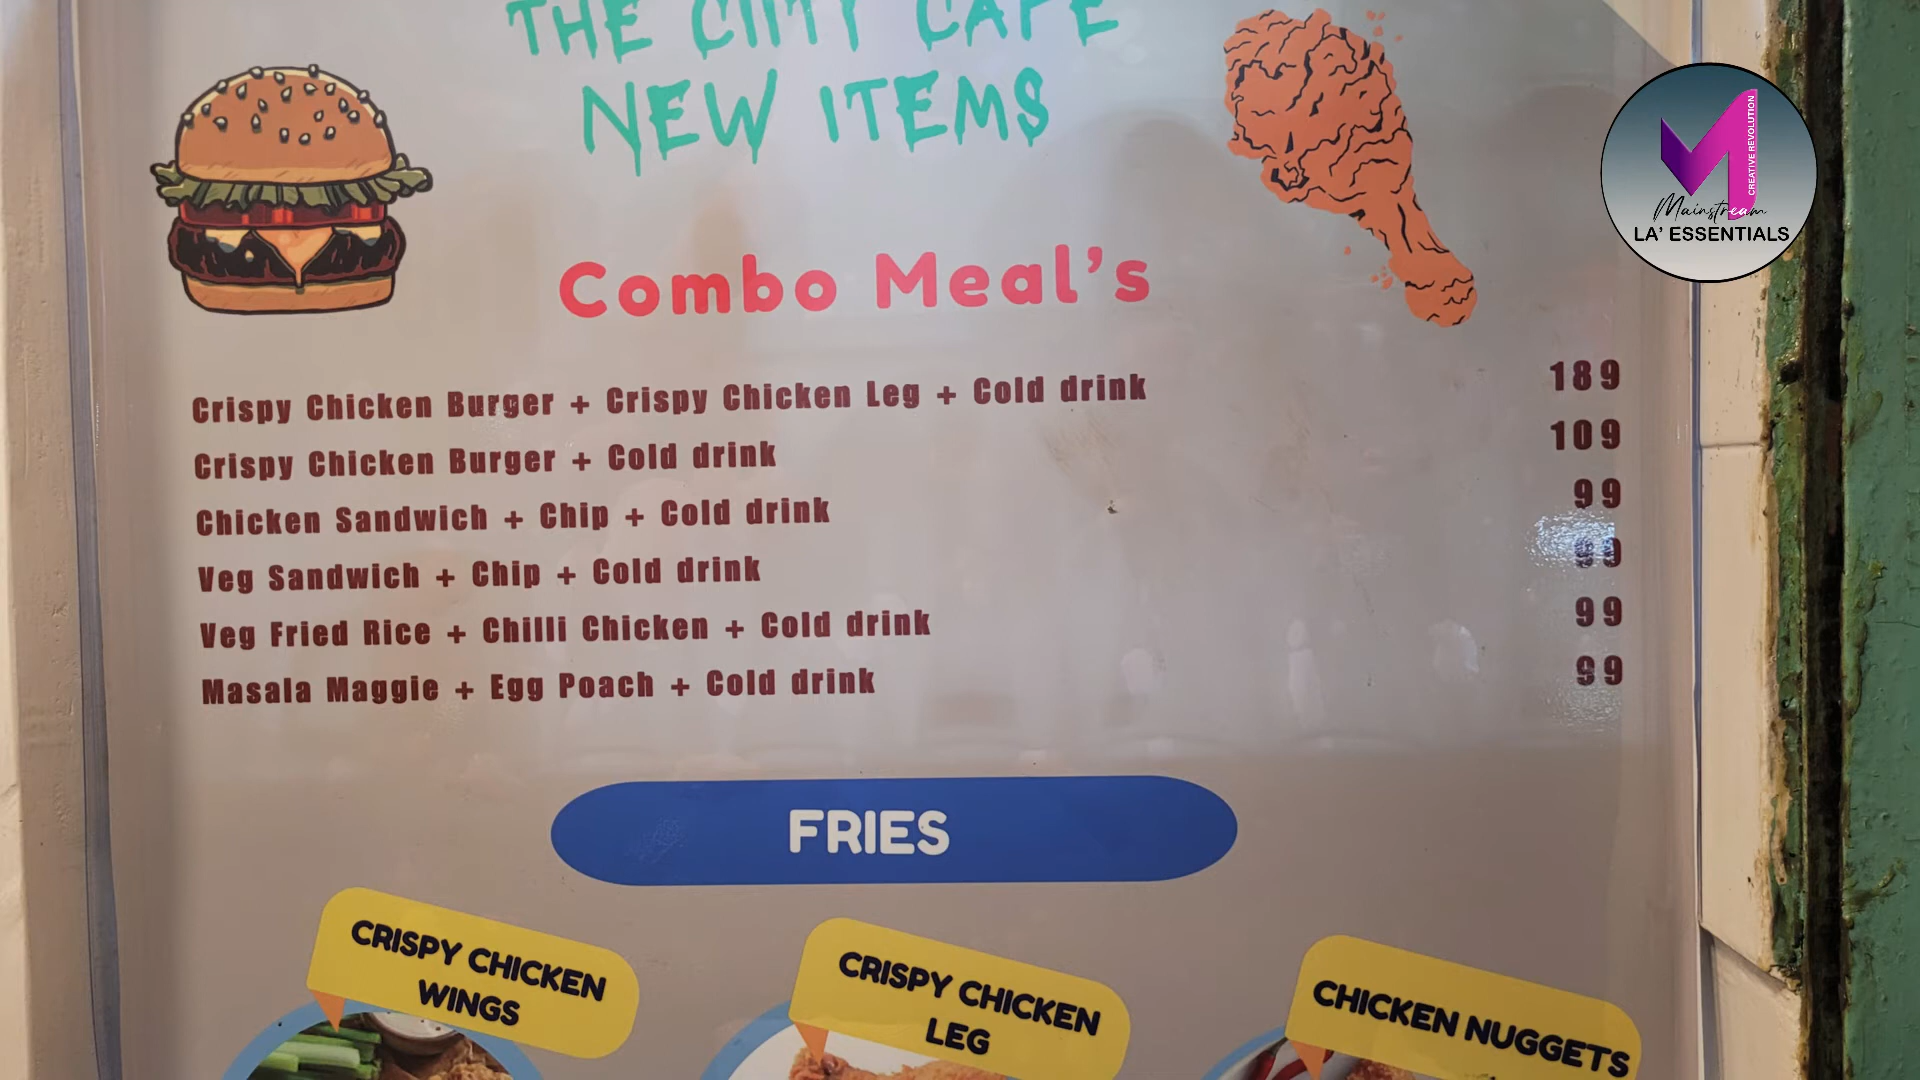 THE CIITY CAFE
NEW ITEMS
Combo Meal's
Crispy Chicken Burger + Crispy Chicken Leg + Cold drink 189
Crispy Chicken Burger + Cold drink 109
Chicken Sandwich + Chip + Cold drink 99
Veg Sandwich + Chip + Cold drink 99
Veg Fried Rice + Chilli Chicken + Cold drink 99
Masala Maggie + Egg Poach + Cold drink 99
FRIES
CRISPY CHICKEN
WINGS
CRISPY CHICKEN
LEG
CHICKEN NUGGETS
CREATIVE REVOLUTION
Mainstream
LA' ESSENTIALS